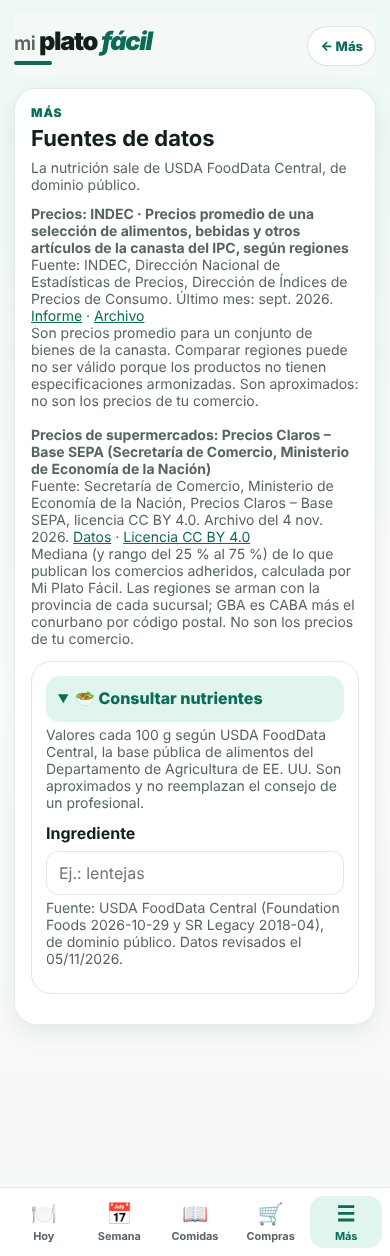 mi plato fácil
← Más
MÁS
Fuentes de datos
La nutrición sale de USDA FoodData Central, de
dominio público.
Precios: INDEC · Precios promedio de una
selección de alimentos, bebidas y otros
artículos de la canasta del IPC, según regiones
Fuente: INDEC, Dirección Nacional de
Estadísticas de Precios, Dirección de Índices de
Precios de Consumo. Último mes: sept. 2026.
Informe · Archivo
Son precios promedio para un conjunto de
bienes de la canasta. Comparar regiones puede
no ser válido porque los productos no tienen
especificaciones armonizadas. Son aproximados:
no son los precios de tu comercio.
Precios de supermercados: Precios Claros –
Base SEPA (Secretaría de Comercio, Ministerio
de Economía de la Nación)
Fuente: Secretaría de Comercio, Ministerio de
Economía de la Nación, Precios Claros – Base
SEPA, licencia CC BY 4.0. Archivo del 4 nov.
2026. Datos · Licencia CC BY 4.0
Mediana (y rango del 25 % al 75 %) de lo que
publican los comercios adheridos, calculada por
Mi Plato Fácil. Las regiones se arman con la
provincia de cada sucursal; GBA es CABA más el
conurbano por código postal. No son los precios
de tu comercio.
▼ 🥗 Consultar nutrientes
Valores cada 100 g según USDA FoodData
Central, la base pública de alimentos del
Departamento de Agricultura de EE. UU. Son
aproximados y no reemplazan el consejo de
un profesional.
Ingrediente
Ej.: lentejas
Fuente: USDA FoodData Central (Foundation
Foods 2026-10-29 y SR Legacy 2018-04),
de dominio público. Datos revisados el
05/11/2026.
Hoy
Semana
Comidas
Compras
Más